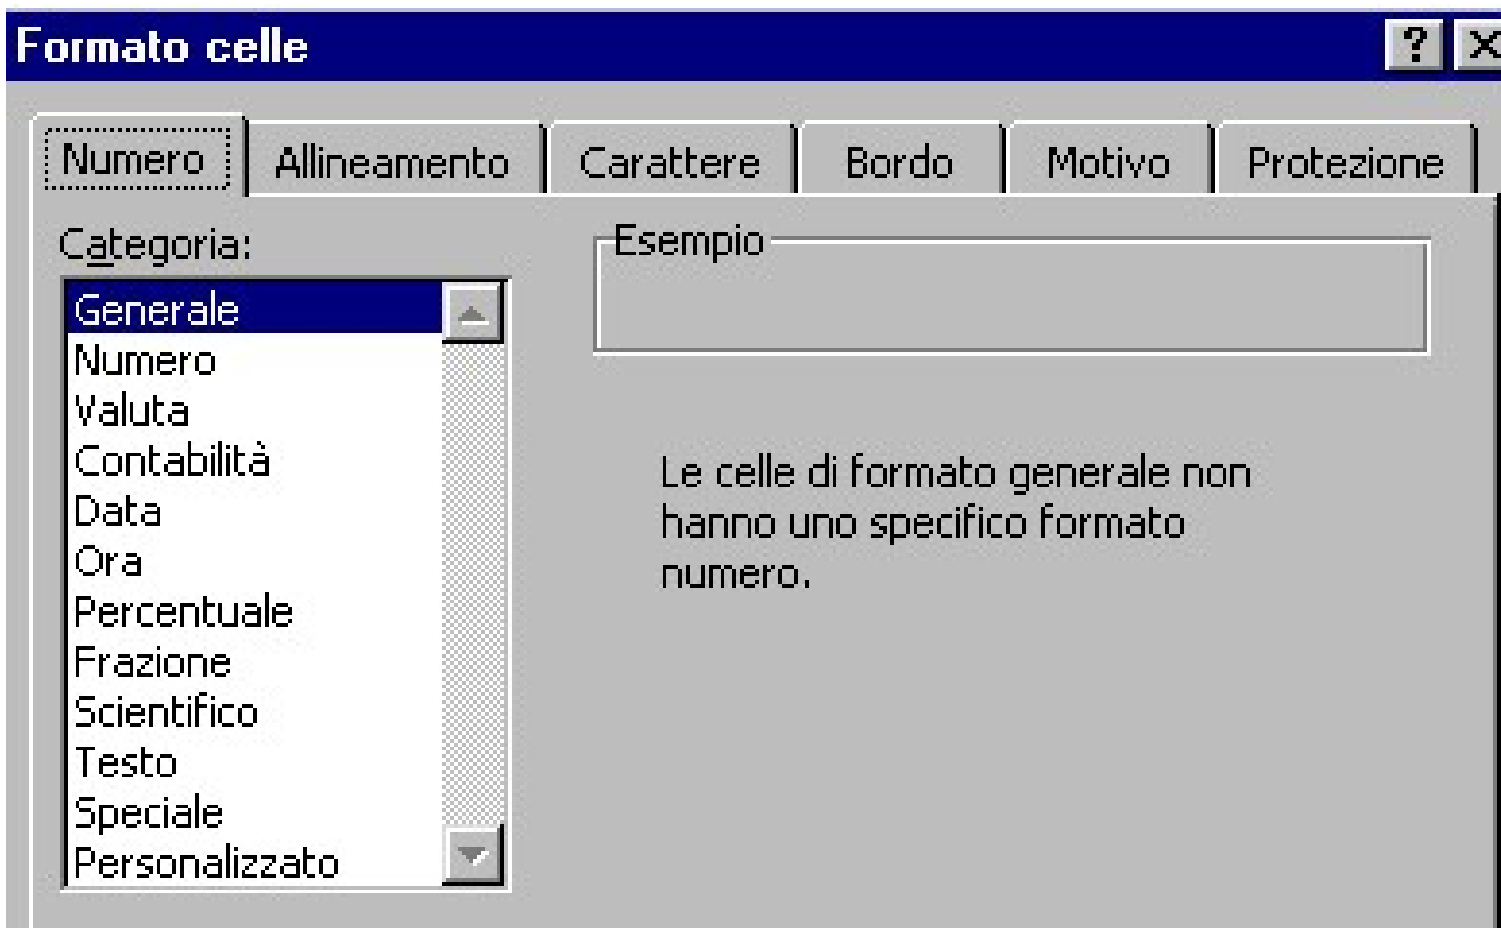 Formato celle
Numero Allineamento Carattere Bordo Motivo Protezione
Categoria:
Generale
Numero
Valuta
Contabilità
Data
Ora
Percentuale
Frazione
Scientifico
Testo
Speciale
Personalizzato
Esempio
Le celle di formato generale non
hanno uno specifico formato
numero.